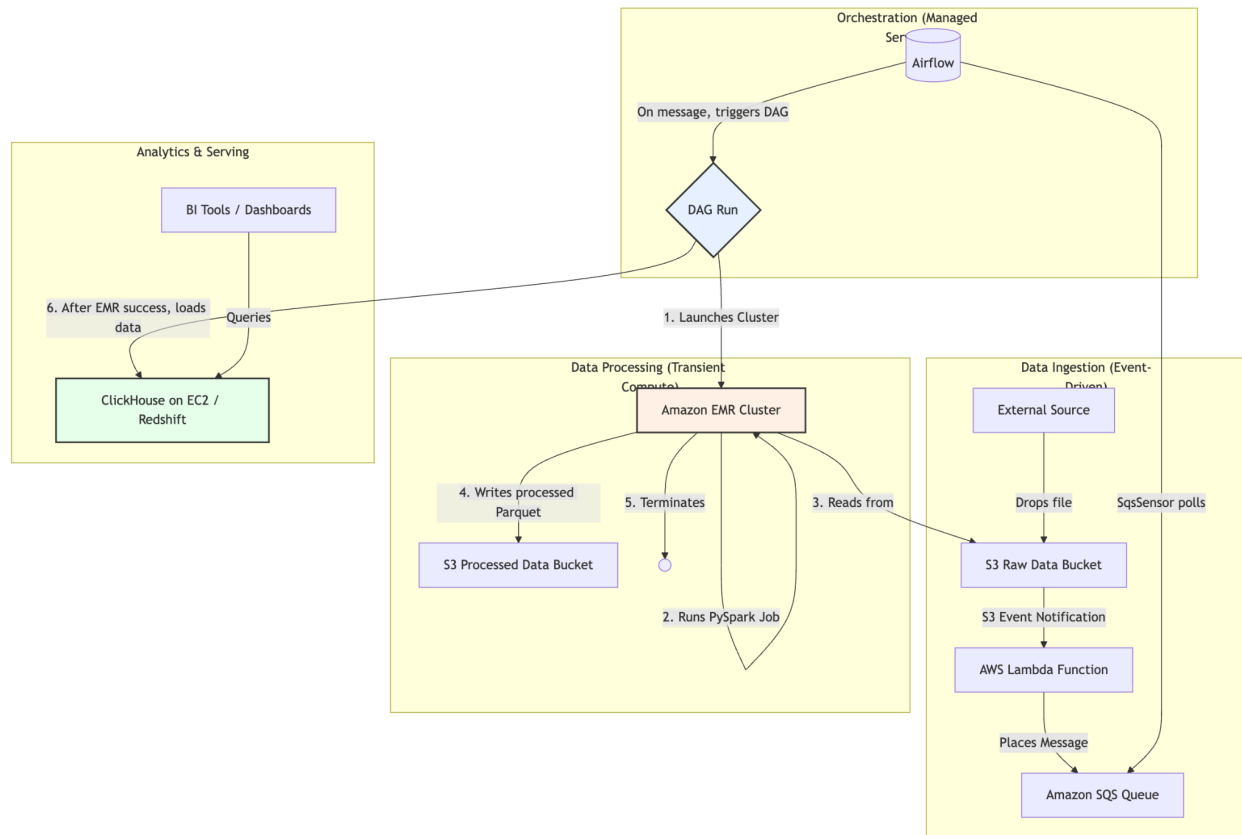 Orchestration (Managed
Airflow
On message, triggers DAG
DAG Run
Analytics & Serving
BI Tools / Dashboards
6. After EMR success, loads
data
Queries
ClickHouse on EC2 /
Redshift
1. Launches Cluster
Data Processing (Transient
Compute)
Amazon EMR Cluster
4. Writes processed
Parquet
5. Terminates
3. Reads from
S3 Processed Data Bucket
2. Runs PySpark Job
Data Ingestion (Event-
Driven)
External Source
Drops file
SqsSensor polls
S3 Raw Data Bucket
S3 Event Notification
AWS Lambda Function
Places Message
Amazon SQS Queue